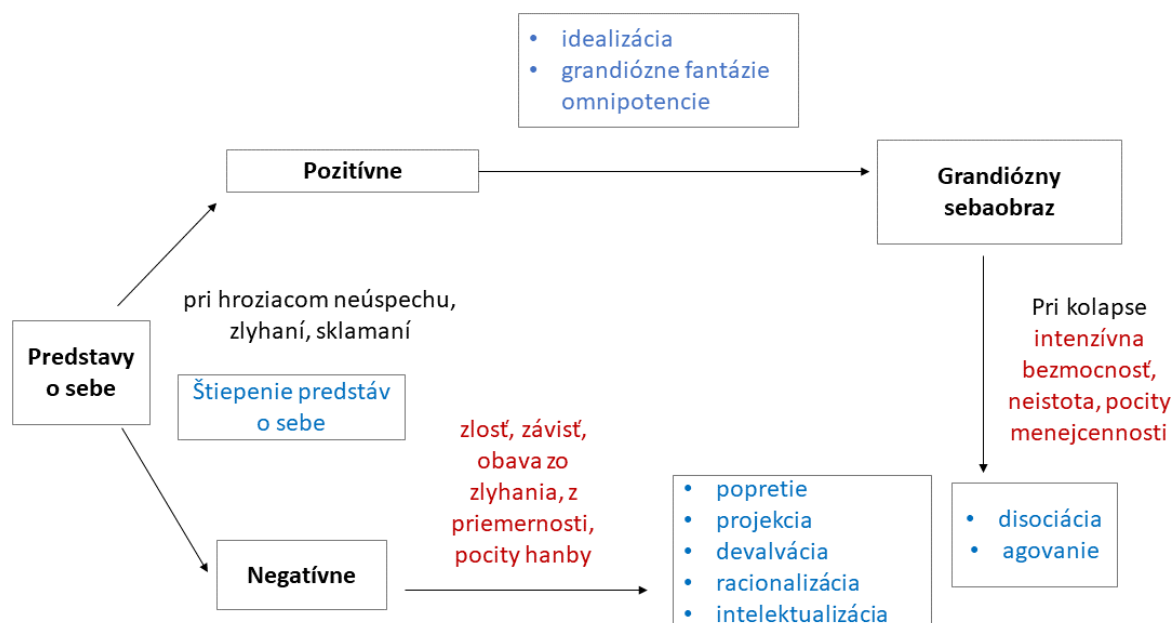 • idealizácia
• grandiózne fantázie
omnipotencie
Pozitívne
Grandiózny
sebaobraz
pri hroziacom neúspechu,
zlyhaní, sklamaní
Predstavy
o sebe
Štiepenie predstáv
o sebe
Pri kolapse
intenzívna
bezmocnosť,
neistota, pocity
menejcennosti
zlosť, závisť,
obava zo
zlyhania, z
priemernosti,
pocity hanby
Negatívne
• popretie
• projekcia
• devalvácia
• racionalizácia
• intelektualizácia
• disociácia
• agovanie